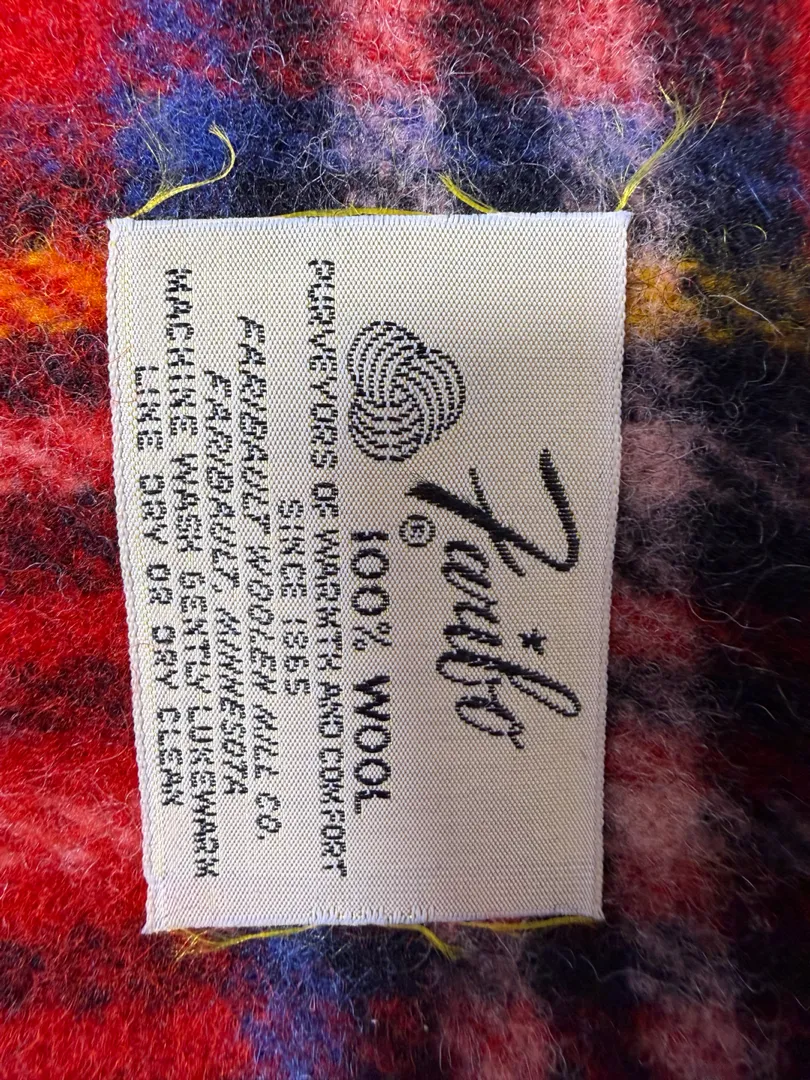 Faribo®
100% WOOL
PURVEYORS OF WARMTH AND COMFORT
SINCE 1865
FARIBAULT WOOLEN MILL CO.
FARIBAULT, MINNESOTA
MACHINE WASH GENTLY LUKEWARM
LINE DRY OR DRY CLEAN